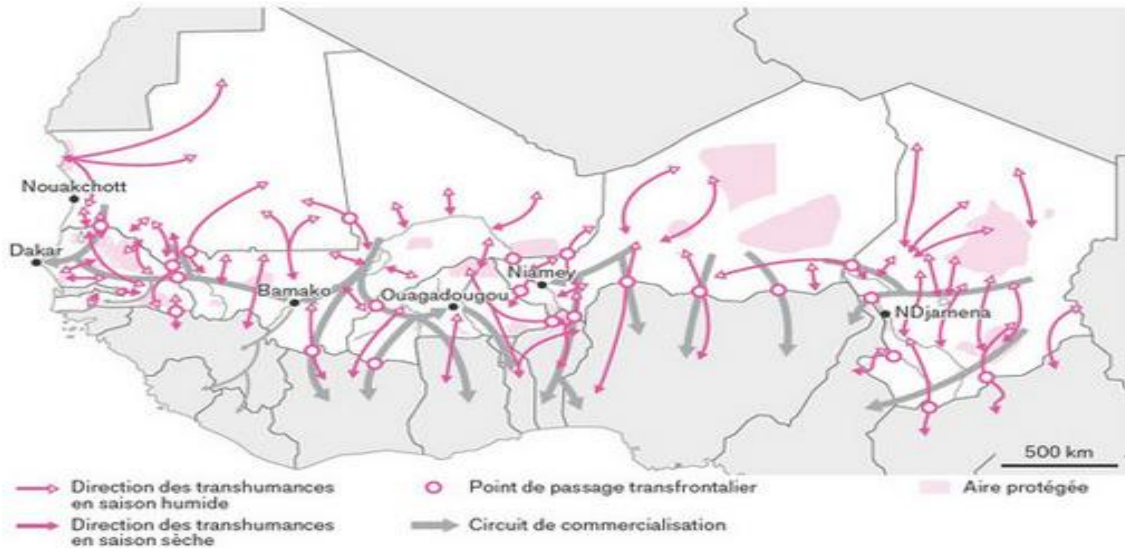 Nouakchott
Dakar
Bamako
Ouagadougou
Niamey
NDjamena
500 km
Direction des transhumances
en saison humide
Direction des transhumances
en saison sèche
Point de passage transfrontalier
Circuit de commercialisation
Aire protégée